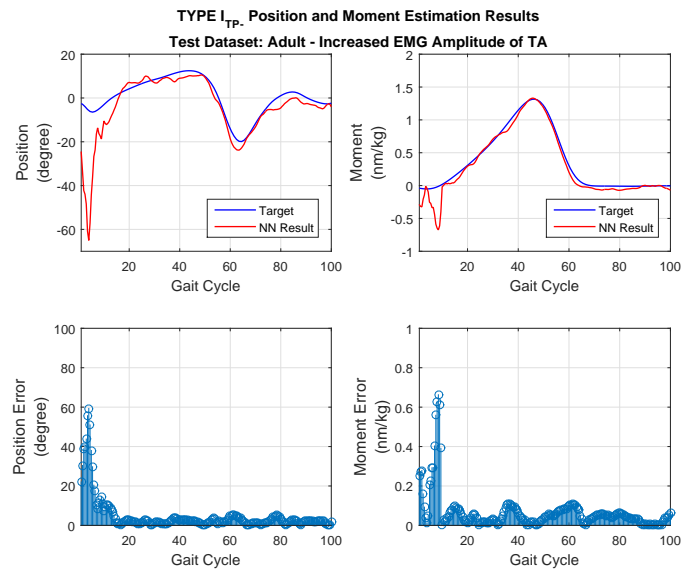 TYPE I_TP- Position and Moment Estimation Results
Test Dataset: Adult - Increased EMG Amplitude of TA
20
0
-20
-40
-60
Position
(degree)
Target
NN Result
20 40 60 80 100
Gait Cycle
2
1.5
1
0.5
0
-0.5
-1
Moment
(nm/kg)
Target
NN Result
20 40 60 80 100
Gait Cycle
100
80
60
40
20
0
Position Error
(degree)
20 40 60 80 100
Gait Cycle
1
0.8
0.6
0.4
0.2
0
Moment Error
(nm/kg)
20 40 60 80 100
Gait Cycle